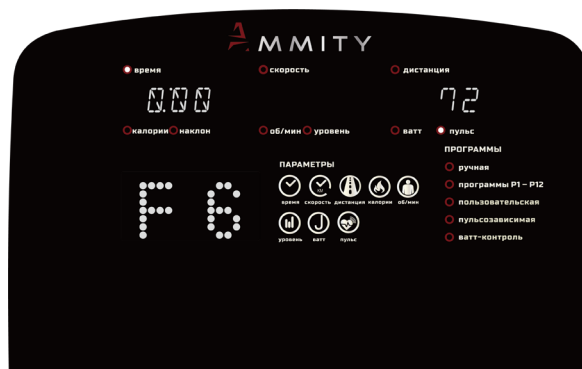 AMMITY
время скорость дистанция
0:00 72
калории наклон об/мин уровень ватт пульс
ПРОГРАММЫ
ручная
программы P1 – P12
пользовательская
пульсозависимая
ватт-контроль
ПАРАМЕТРЫ
время скорость дистанция калории об/мин
уровень ватт пульс
F 6